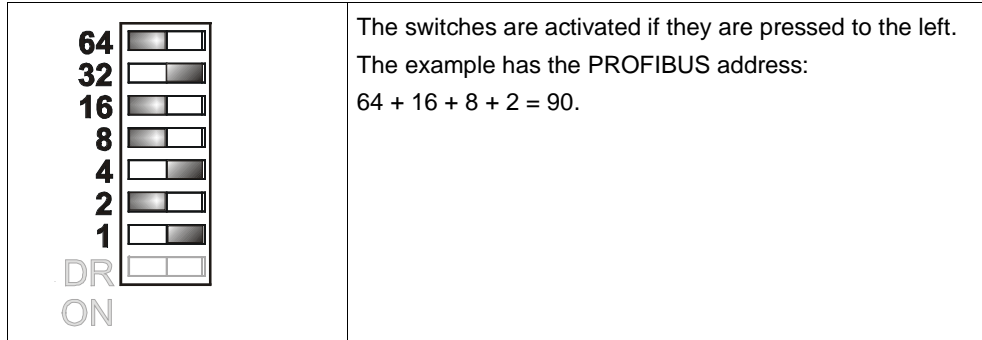 64
32
16
8
4
2
1
DR
ON
The switches are activated if they are pressed to the left.
The example has the PROFIBUS address:
64 + 16 + 8 + 2 = 90.